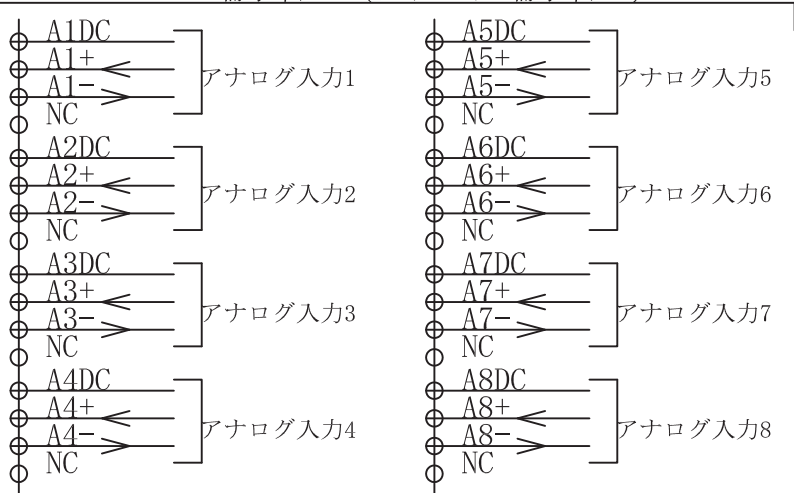 A1DC
A1+
A1-
NC
アナログ入力1
A2DC
A2+
A2-
NC
アナログ入力2
A3DC
A3+
A3-
NC
アナログ入力3
A4DC
A4+
A4-
NC
アナログ入力4
A5DC
A5+
A5-
NC
アナログ入力5
A6DC
A6+
A6-
NC
アナログ入力6
A7DC
A7+
A7-
NC
アナログ入力7
A8DC
A8+
A8-
NC
アナログ入力8